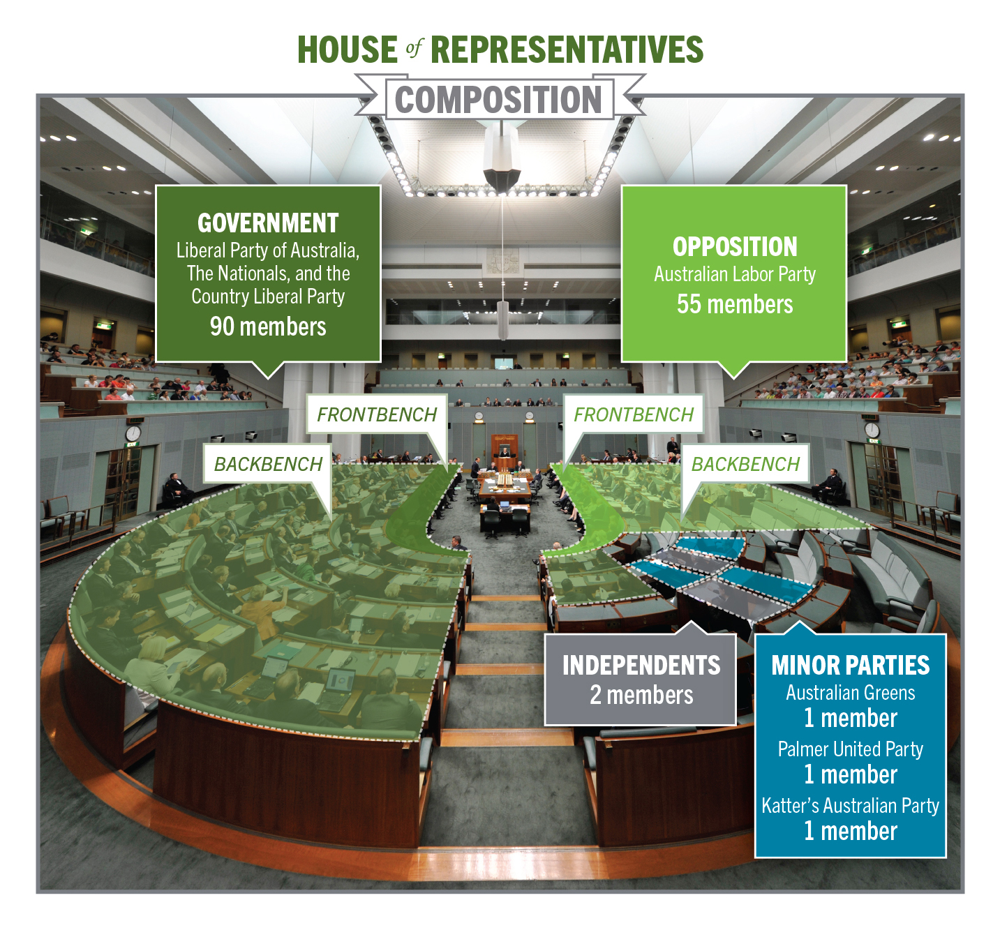 HOUSE of REPRESENTATIVES
COMPOSITION
GOVERNMENT
Liberal Party of Australia,
The Nationals, and the
Country Liberal Party
90 members
OPPOSITION
Australian Labor Party
55 members
FRONTBENCH
FRONTBENCH
BACKBENCH
BACKBENCH
EXIT
EXIT
INDEPENDENTS
2 members
MINOR PARTIES
Australian Greens
1 member
Palmer United Party
1 member
Katter's Australian Party
1 member